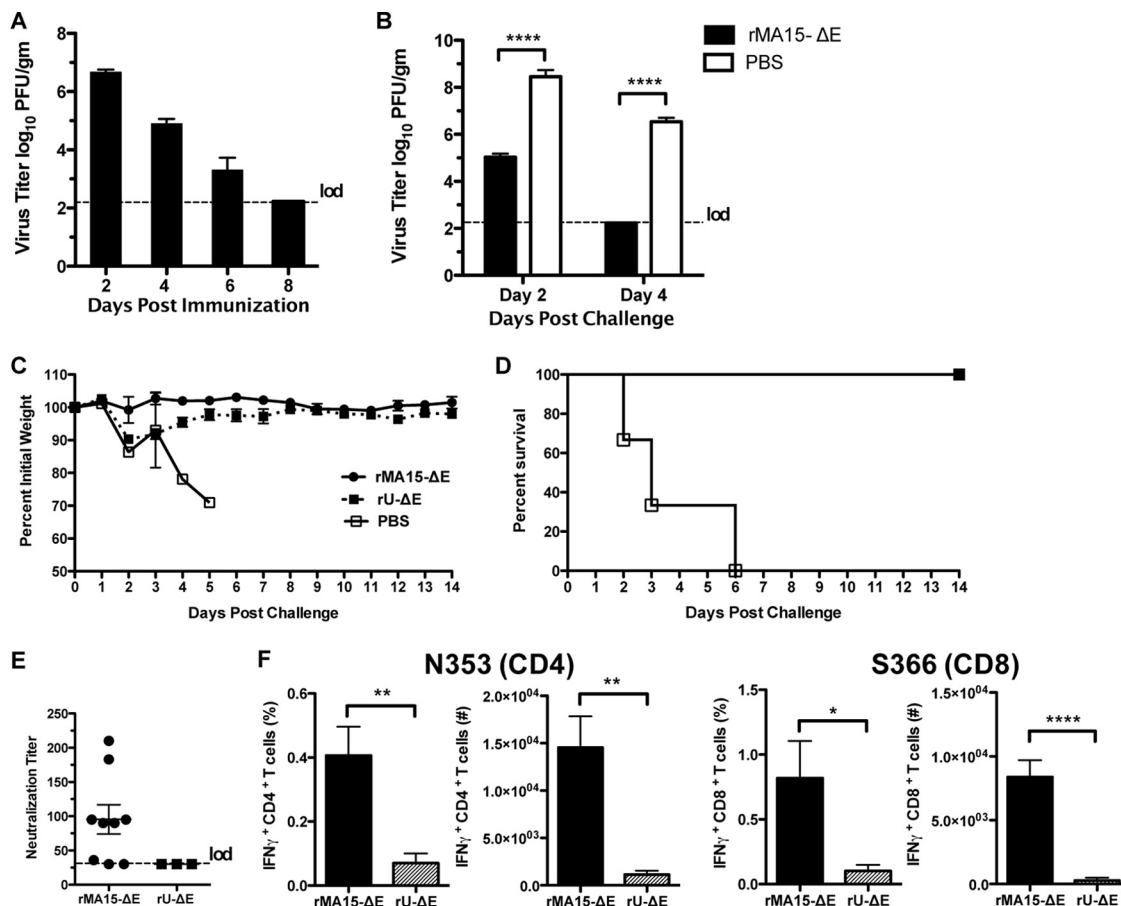 A
Virus Titer log10 PFU/gm
8
6
4
2
0
lod
2 4 6 8
Days Post Immunization
B
Virus Titer log10 PFU/gm
10
8
6
4
2
0
****
****
lod
Day 2 Day 4
Days Post Challenge
rMA15-ΔE
PBS
C
Percent Initial Weight
110
100
90
80
70
60
50
rMA15-ΔE
rU-ΔE
PBS
0 1 2 3 4 5 6 7 8 9 10 11 12 13 14
Days Post Challenge
D
Percent survival
100
80
60
40
20
0
0 1 2 3 4 5 6 7 8 9 10 11 12 13 14
Days Post Challenge
E
Neutralization Titer
250
225
200
175
150
125
100
75
50
25
0
lod
rMA15-ΔE rU-ΔE
F
N353 (CD4)
IFNγ+ CD4+ T cells (%)
0.6
0.4
0.2
0.0
**
rMA15-ΔE rU-ΔE
IFNγ+ CD4+ T cells (#)
2.0×10^04
1.5×10^04
1.0×10^04
5.0×10^03
0.0
**
rMA15-ΔE rU-ΔE
S366 (CD8)
IFNγ+ CD8+ T cells (%)
1.5
1.0
0.5
0.0
*
rMA15-ΔE rU-ΔE
IFNγ+ CD8+ T cells (#)
1.5×10^04
1.0×10^04
5.0×10^03
0.0
****
rMA15-ΔE rU-ΔE